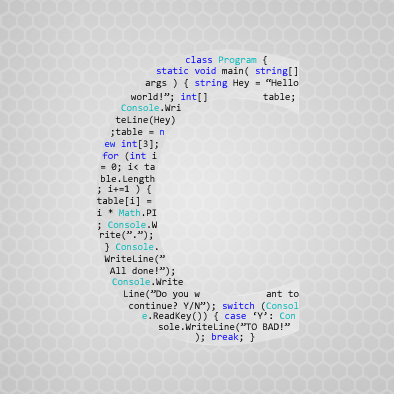 class Program {
static void main( string[]
args ) { string Hey = “Hello
world!”; int[] table;
Console.Wri
teLine(Hey)
;table = n
ew int[3];
for (int i
= 0; i< ta
ble.Length
; i+=1 ) {
table[i] =
i * Math.PI
; Console.W
rite(”.”);
} Console.
WriteLine(”
All done!”);
Console.Write
Line(”Do you w ant to
continue? Y/N”); switch (Consol
e.ReadKey()) { case ‘Y’: Con
sole.WriteLine(”TO BAD!”
); break; }